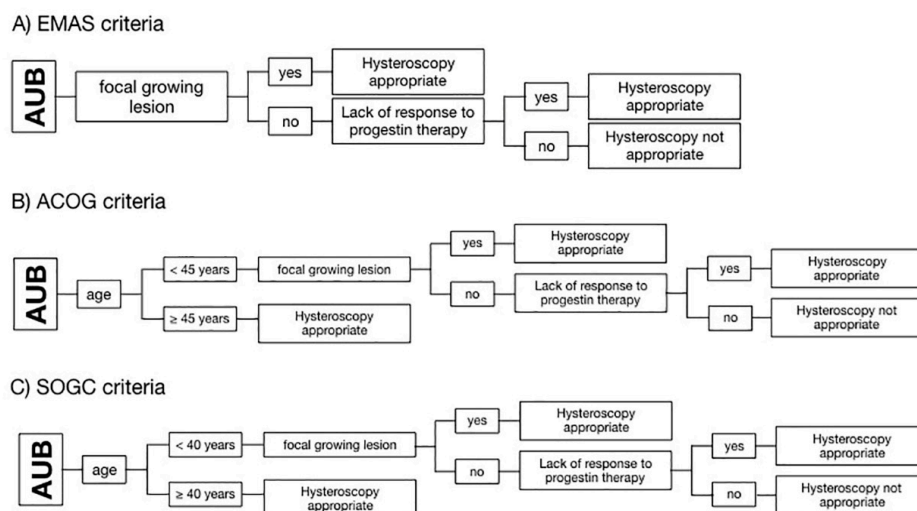 A) EMAS criteria
AUB
focal growing
lesion
yes
Hysteroscopy
appropriate
no
Lack of response to
progestin therapy
yes
Hysteroscopy
appropriate
no
Hysteroscopy not
appropriate
B) ACOG criteria
AUB
age
< 45 years
focal growing lesion
yes
Hysteroscopy
appropriate
no
Lack of response to
progestin therapy
yes
Hysteroscopy
appropriate
no
Hysteroscopy not
appropriate
≥ 45 years
Hysteroscopy
appropriate
C) SOGC criteria
AUB
age
< 40 years
focal growing lesion
yes
Hysteroscopy
appropriate
no
Lack of response to
progestin therapy
yes
Hysteroscopy
appropriate
no
Hysteroscopy not
appropriate
≥ 40 years
Hysteroscopy
appropriate